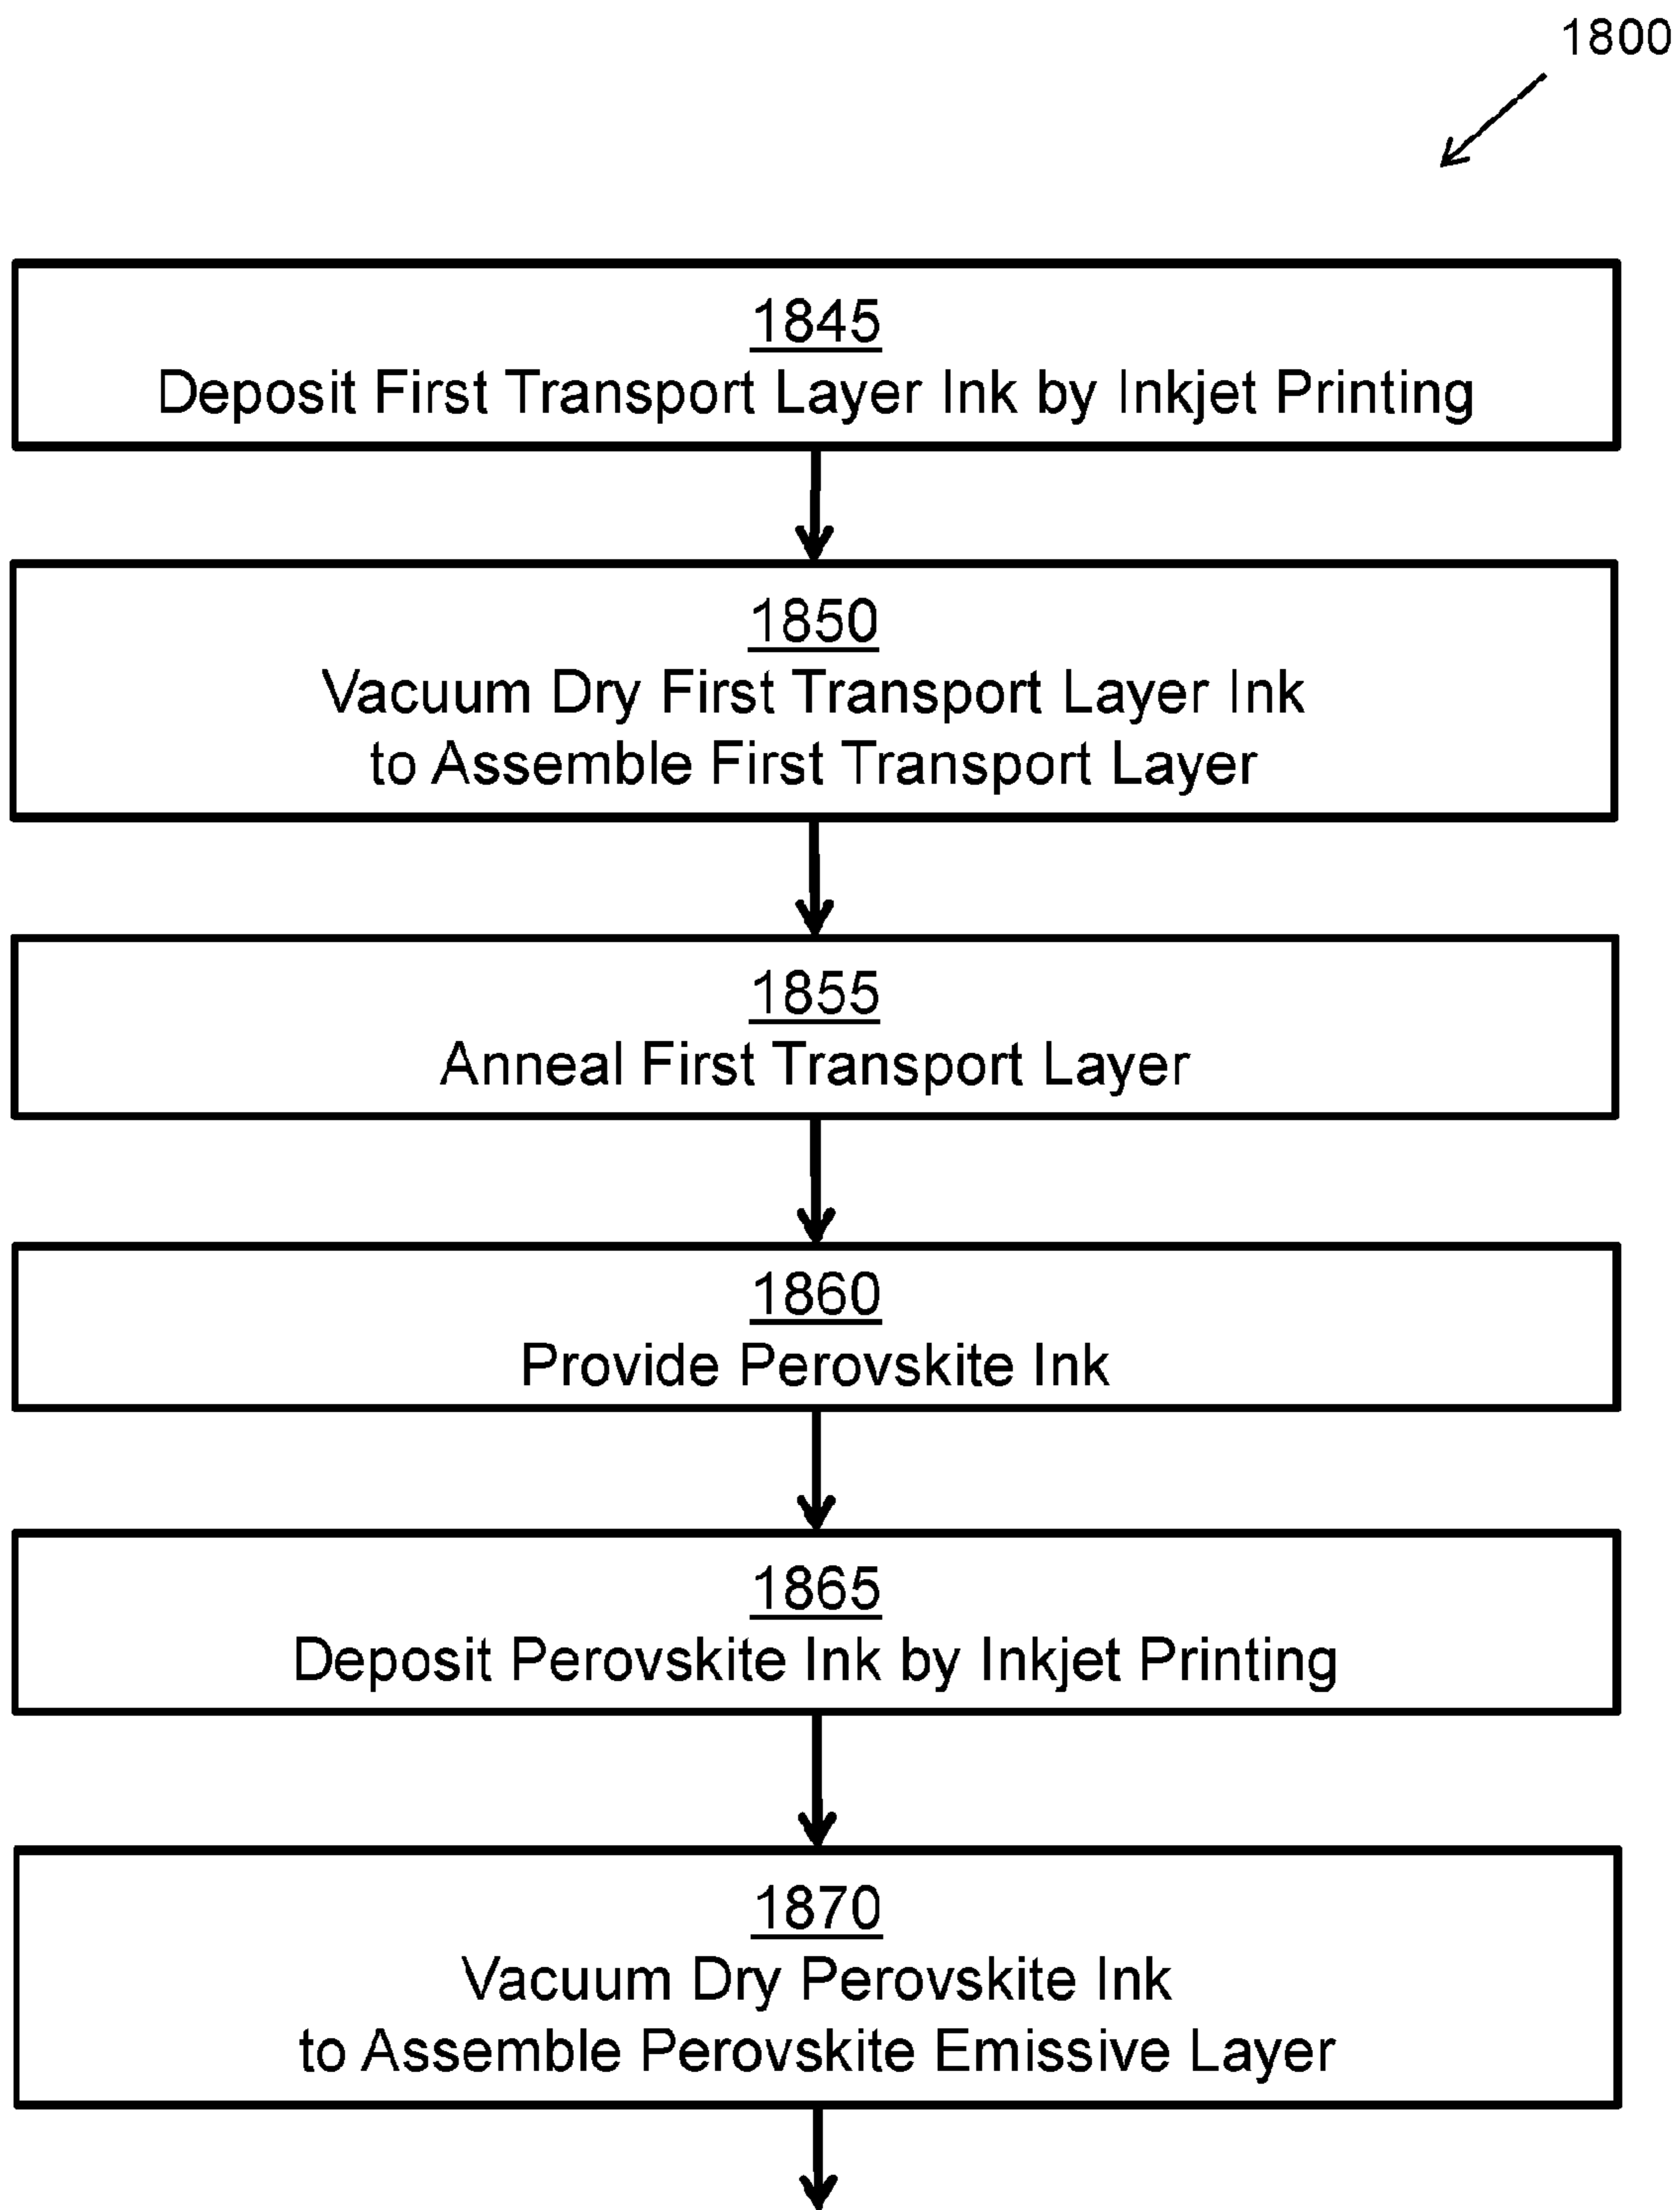 1800
1845
Deposit First Transport Layer Ink by Inkjet Printing
1850
Vacuum Dry First Transport Layer Ink
to Assemble First Transport Layer
1855
Anneal First Transport Layer
1860
Provide Perovskite Ink
1865
Deposit Perovskite Ink by Inkjet Printing
1870
Vacuum Dry Perovskite Ink
to Assemble Perovskite Emissive Layer